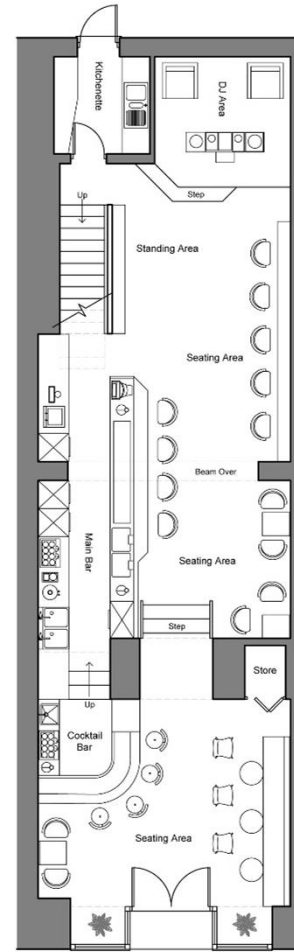 Kitchenette
DJ Area
Up
Step
Standing Area
Seating Area
Beam Over
Main Bar
Seating Area
Step
Up
Store
Cocktail
Bar
Seating Area